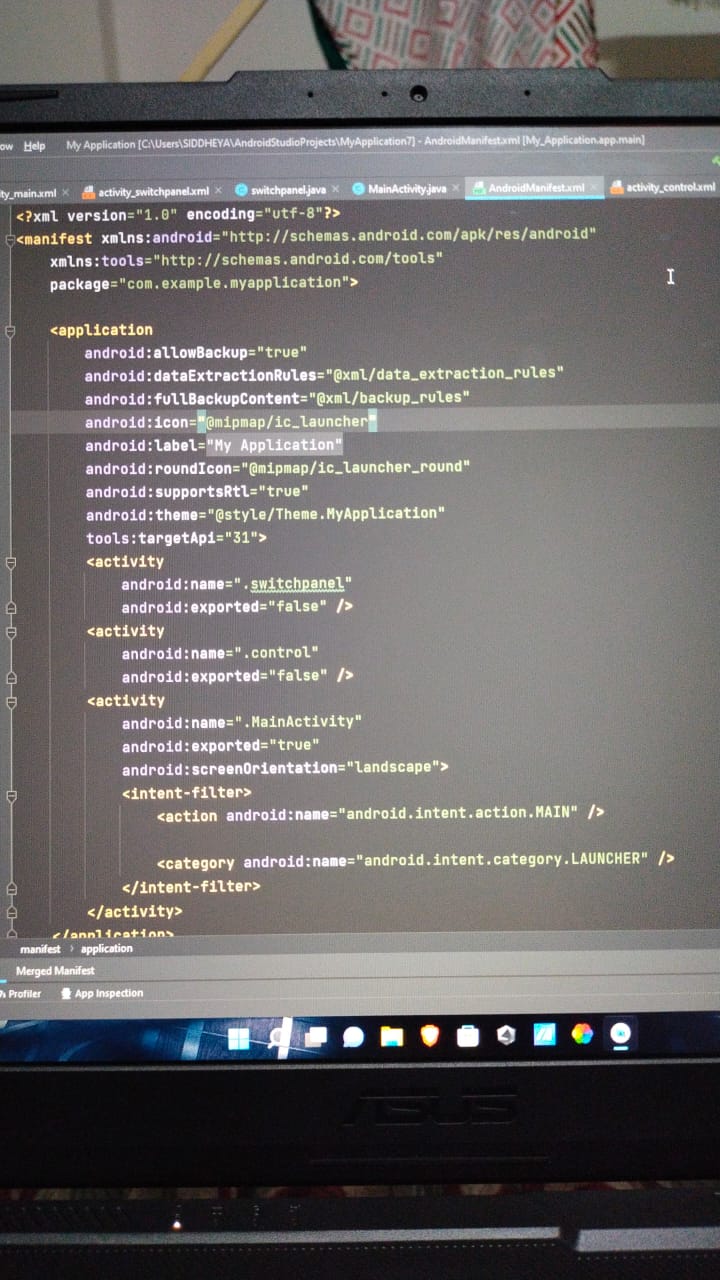 Help My Application [C:\Users\SIDDHEYA\AndroidStudioProjects\MyApplication7] - AndroidManifest.xml [My_Application.app.main]
ty_main.xml activity_switchpanel.xml switchpanel.java MainActivity.java AndroidManifest.xml activity_control.xml
<?xml version="1.0" encoding="utf-8"?>
<manifest xmlns:android="http://schemas.android.com/apk/res/android"
xmlns:tools="http://schemas.android.com/tools"
package="com.example.myapplication">
<application
android:allowBackup="true"
android:dataExtractionRules="@xml/data_extraction_rules"
android:fullBackupContent="@xml/backup_rules"
android:icon="@mipmap/ic_launcher"
android:label="My Application"
android:roundIcon="@mipmap/ic_launcher_round"
android:supportsRtl="true"
android:theme="@style/Theme.MyApplication"
tools:targetApi="31">
<activity
android:name=".switchpanel"
android:exported="false" />
<activity
android:name=".control"
android:exported="false" />
<activity
android:name=".MainActivity"
android:exported="true"
android:screenOrientation="landscape">
<intent-filter>
<action android:name="android.intent.action.MAIN" />
<category android:name="android.intent.category.LAUNCHER" />
</intent-filter>
</activity>
</application>
manifest › application
Merged Manifest
Profiler App Inspection
ASUS